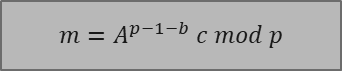 m = A^{p-1-b} c mod p